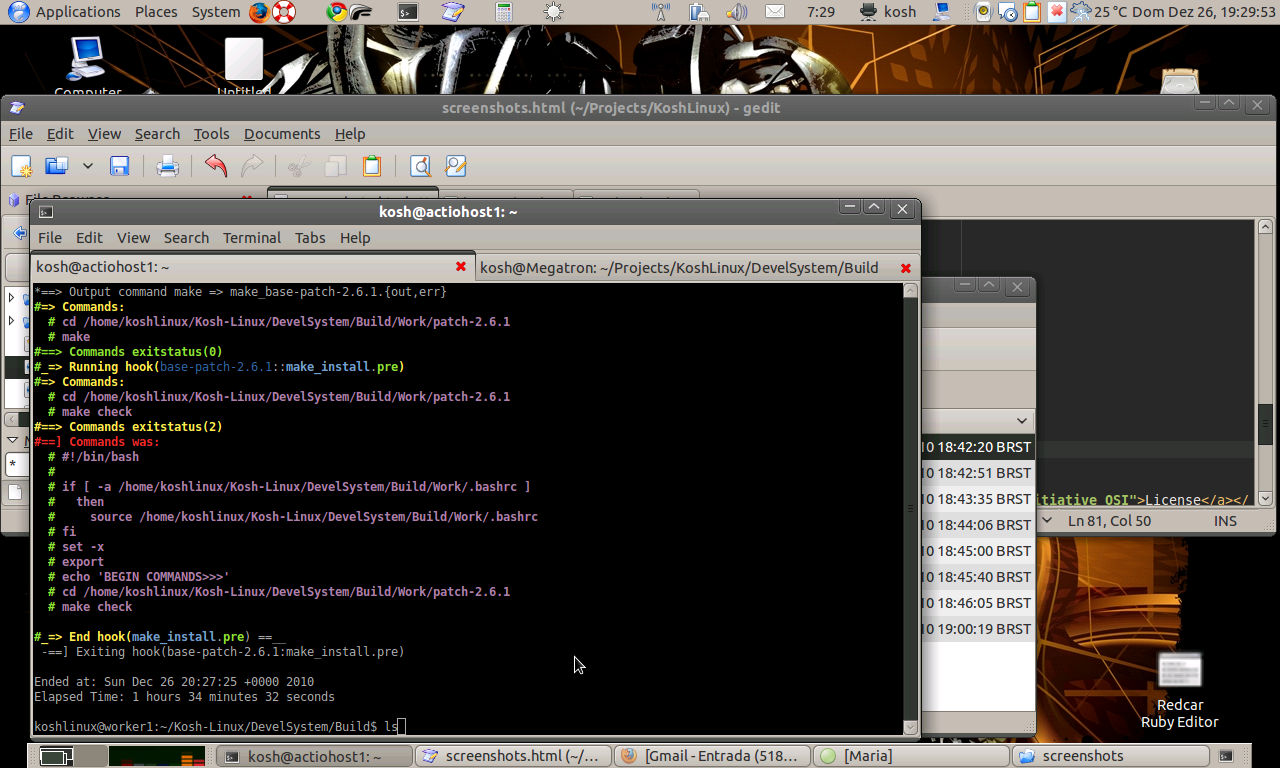 Applications Places System 7:29 kosh 25 °C Dom Dez 26, 19:29:53
Computer Untitled
screenshots.html (~/Projects/KoshLinux) - gedit
File Edit View Search Tools Documents Help
kosh@actiohost1: ~
File Edit View Search Terminal Tabs Help
kosh@actiohost1: ~ kosh@Megatron: ~/Projects/KoshLinux/DevelSystem/Build
*==> Output command make => make_base-patch-2.6.1.{out,err}
#=> Commands:
# cd /home/koshlinux/Kosh-Linux/DevelSystem/Build/Work/patch-2.6.1
# make
#==> Commands exitstatus(0)
#_=> Running hook(base-patch-2.6.1::make_install.pre)
#=> Commands:
# cd /home/koshlinux/Kosh-Linux/DevelSystem/Build/Work/patch-2.6.1
# make check
#==> Commands exitstatus(2)
#==] Commands was:
# #!/bin/bash
#
# if [ -a /home/koshlinux/Kosh-Linux/DevelSystem/Build/Work/.bashrc ]
# then
# source /home/koshlinux/Kosh-Linux/DevelSystem/Build/Work/.bashrc
# fi
# set -x
# export
# echo 'BEGIN COMMANDS>>>'
# cd /home/koshlinux/Kosh-Linux/DevelSystem/Build/Work/patch-2.6.1
# make check
#_=> End hook(make_install.pre) ==__
-==] Exiting hook(base-patch-2.6.1:make_install.pre)
Ended at: Sun Dec 26 20:27:25 +0000 2010
Elapsed Time: 1 hours 34 minutes 32 seconds
koshlinux@worker1:~/Kosh-Linux/DevelSystem/Build$ ls
10 18:42:20 BRST
10 18:42:51 BRST
10 18:43:35 BRST
10 18:44:06 BRST
10 18:45:00 BRST
10 18:45:40 BRST
10 18:46:05 BRST
10 19:00:19 BRST
*
itiative OSI">License</a></
Ln 81, Col 50 INS
Redcar
Ruby Editor
kosh@actiohost1: ~ screenshots.html (~/... [Gmail - Entrada (518... [Maria] screenshots